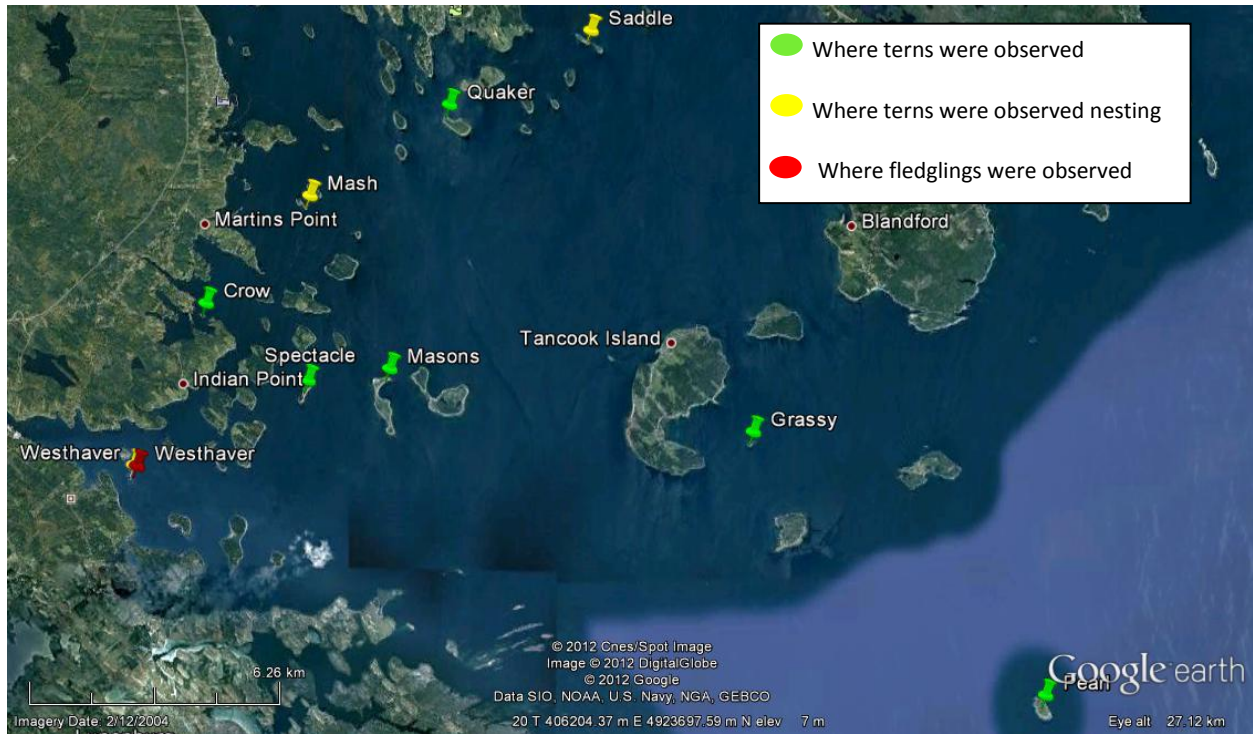 Saddle
Where terns were observed
Quaker
Where terns were observed nesting
Mash
Where fledglings were observed
Martins Point
Blandford
Crow
Tancook Island
Spectacle
Masons
Indian Point
Grassy
Westhaver
Westhaver
© 2012 Cnes/Spot Image
Image © 2012 DigitalGlobe
© 2012 Google
Data SIO, NOAA, U.S. Navy, NGA, GEBCO
6.26 km
Google earth
Pearl
Imagery Date: 2/12/2004
20 T 406204.37 m E 4923697.59 m N elev 7 m
Eye alt 27.12 km